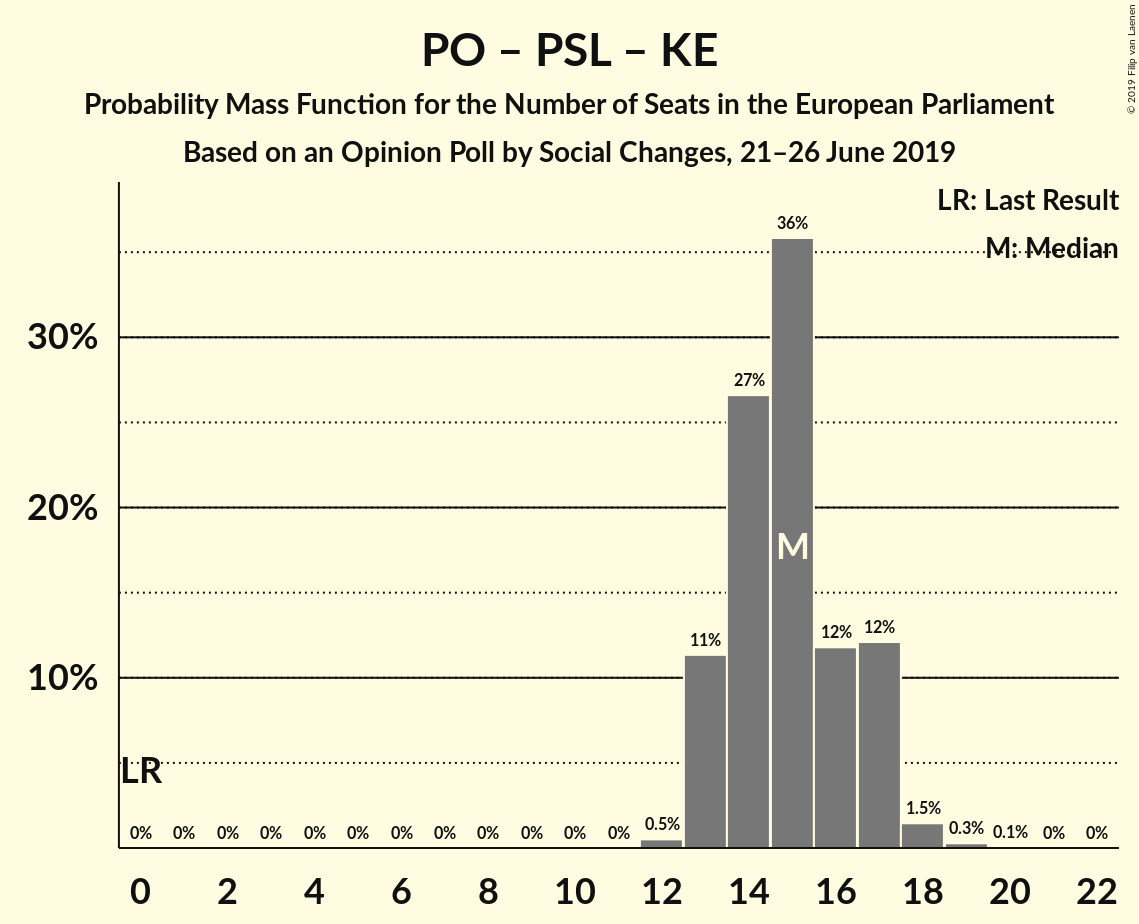 PO – PSL – KE
Probability Mass Function for the Number of Seats in the European Parliament
Based on an Opinion Poll by Social Changes, 21–26 June 2019
© 2019 Filip van Laenen
LR: Last Result
M: Median
30%
20%
10%
36%
27%
M
11%
12%
12%
LR
0%
0%
0%
0%
0%
0%
0%
0%
0%
0%
0%
0%
0.5%
1.5%
0.3%
0.1%
0%
0%
0 2 4 6 8 10 12 14 16 18 20 22